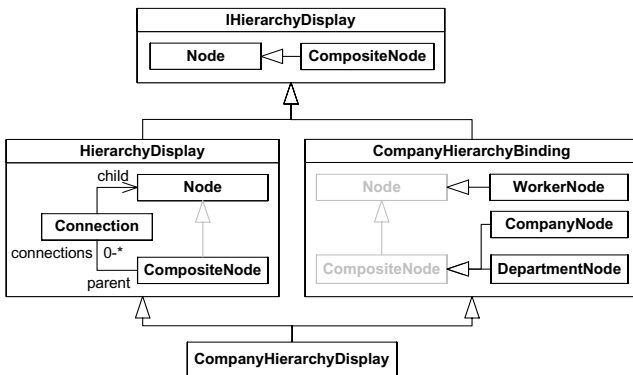 IHierarchyDisplay
Node
CompositeNode
HierarchyDisplay
child
Node
Connection
connections
0-*
CompositeNode
parent
CompanyHierarchyBinding
Node
WorkerNode
CompanyNode
CompositeNode
DepartmentNode
CompanyHierarchyDisplay